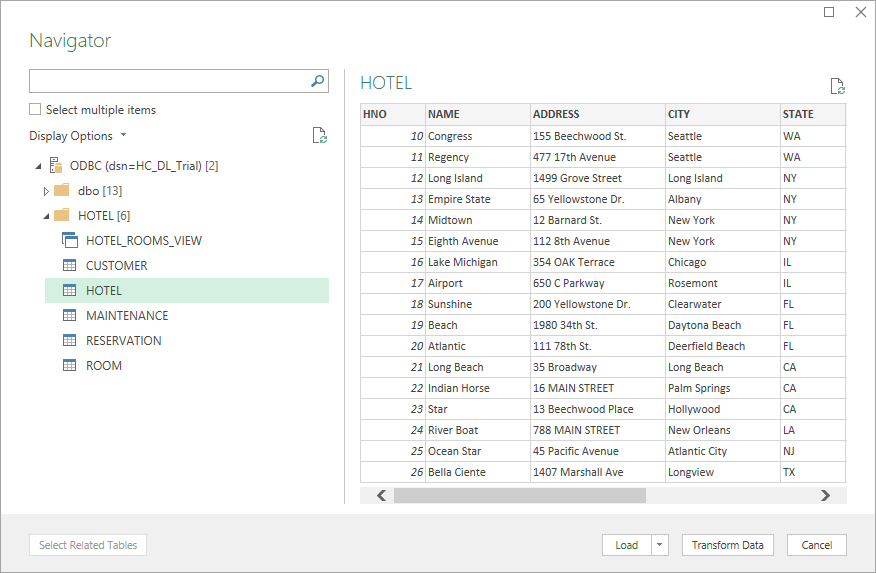 Navigator
Select multiple items
Display Options
ODBC (dsn=HC_DL_Trial) [2]
dbo [13]
HOTEL [6]
HOTEL_ROOMS_VIEW
CUSTOMER
HOTEL
MAINTENANCE
RESERVATION
ROOM
HOTEL
HNO NAME ADDRESS CITY STATE
10 Congress 155 Beechwood St. Seattle WA
11 Regency 477 17th Avenue Seattle WA
12 Long Island 1499 Grove Street Long Island NY
13 Empire State 65 Yellowstone Dr. Albany NY
14 Midtown 12 Barnard St. New York NY
15 Eighth Avenue 112 8th Avenue New York NY
16 Lake Michigan 354 OAK Terrace Chicago IL
17 Airport 650 C Parkway Rosemont IL
18 Sunshine 200 Yellowstone Dr. Clearwater FL
19 Beach 1980 34th St. Daytona Beach FL
20 Atlantic 111 78th St. Deerfield Beach FL
21 Long Beach 35 Broadway Long Beach CA
22 Indian Horse 16 MAIN STREET Palm Springs CA
23 Star 13 Beechwood Place Hollywood CA
24 River Boat 788 MAIN STREET New Orleans LA
25 Ocean Star 45 Pacific Avenue Atlantic City NJ
26 Bella Ciente 1407 Marshall Ave Longview TX
Select Related Tables
Load
Transform Data
Cancel